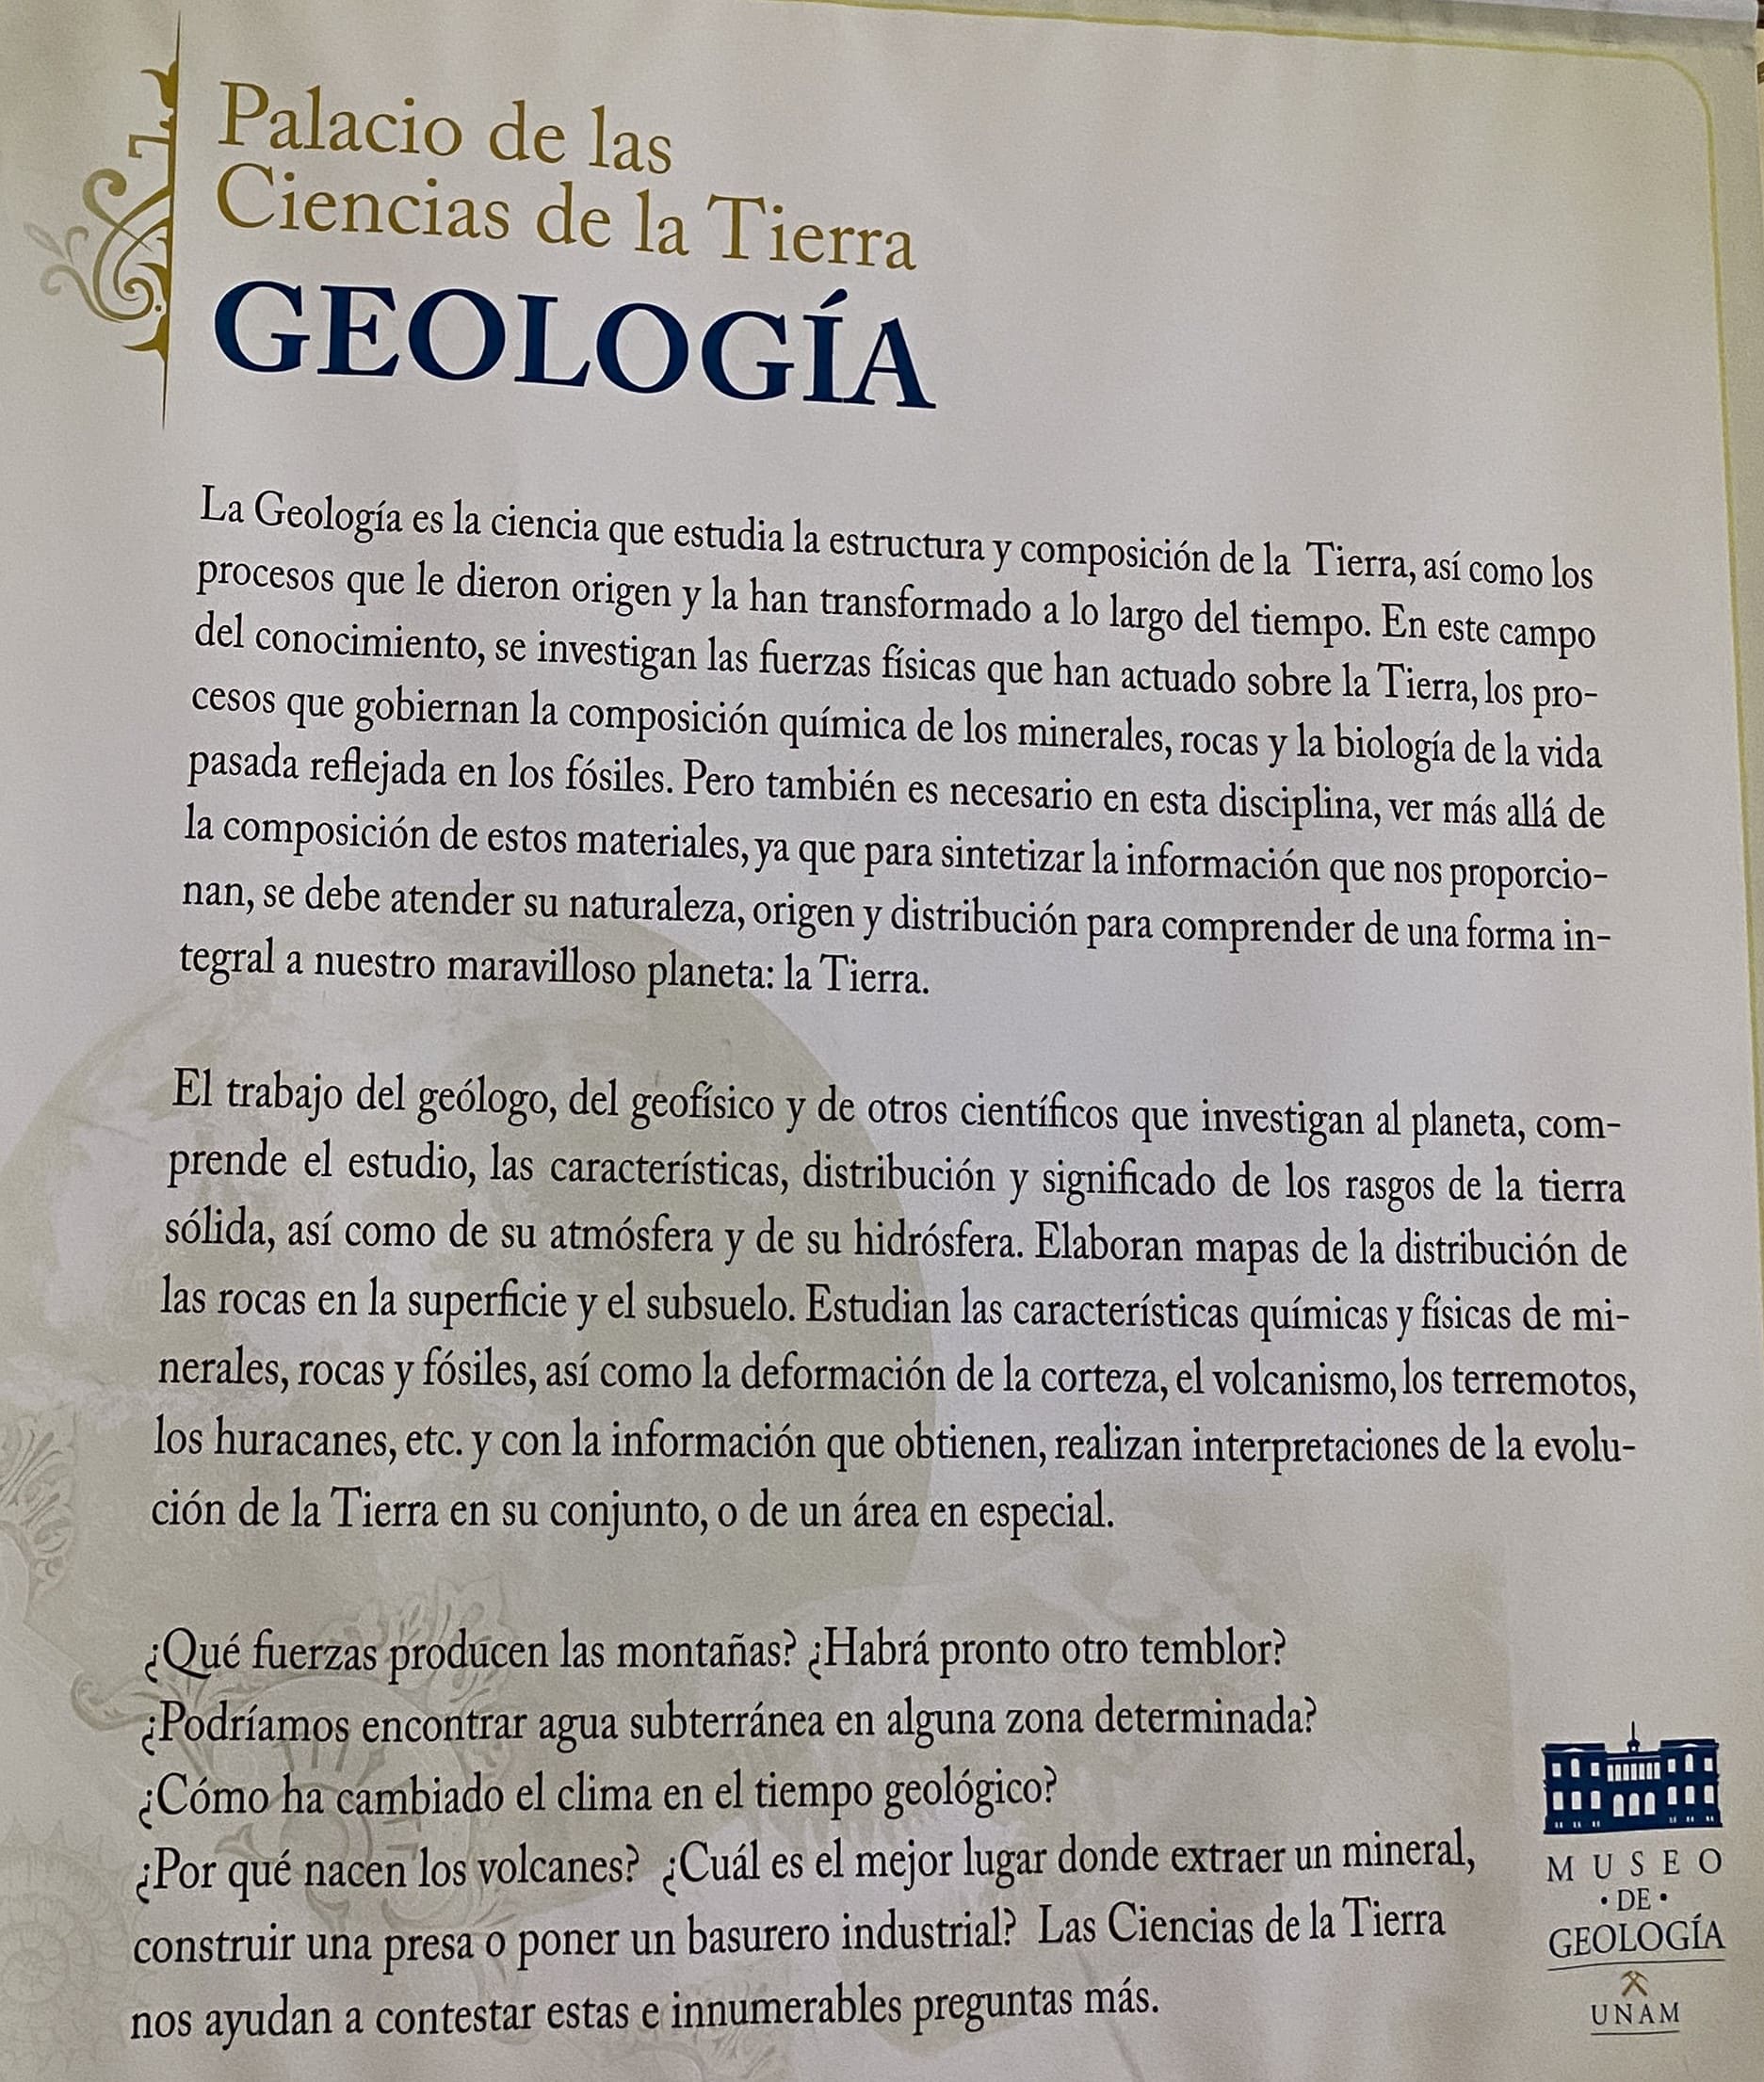 Palacio de las
Ciencias de la Tierra
GEOLOGÍA
La Geología es la ciencia que estudia la estructura y composición de la Tierra, así como los
procesos que le dieron origen y la han transformado a lo largo del tiempo. En este campo
del conocimiento, se investigan las fuerzas físicas que han actuado sobre la Tierra, los pro-
cesos que gobiernan la composición química de los minerales, rocas y la biología de la vida
pasada reflejada en los fósiles. Pero también es necesario en esta disciplina, ver más allá de
la composición de estos materiales, ya que para sintetizar la información que nos proporcio-
nan, se debe atender su naturaleza, origen y distribución para comprender de una forma in-
tegral a nuestro maravilloso planeta: la Tierra.
El trabajo del geólogo, del geofísico y de otros científicos que investigan al planeta, com-
prende el estudio, las características, distribución y significado de los rasgos de la tierra
sólida, así como de su atmósfera y de su hidrósfera. Elaboran mapas de la distribución de
las rocas en la superficie y el subsuelo. Estudian las características químicas y físicas de mi-
nerales, rocas y fósiles, así como la deformación de la corteza, el volcanismo, los terremotos,
los huracanes, etc. y con la información que obtienen, realizan interpretaciones de la evolu-
ción de la Tierra en su conjunto, o de un área en especial.
¿Qué fuerzas producen las montañas? ¿Habrá pronto otro temblor?
¿Podríamos encontrar agua subterránea en alguna zona determinada?
¿Cómo ha cambiado el clima en el tiempo geológico?
¿Por qué nacen los volcanes? ¿Cuál es el mejor lugar donde extraer un mineral,
construir una presa o poner un basurero industrial? Las Ciencias de la Tierra
nos ayudan a contestar estas e innumerables preguntas más.
MUSEO
• DE •
GEOLOGÍA
UNAM